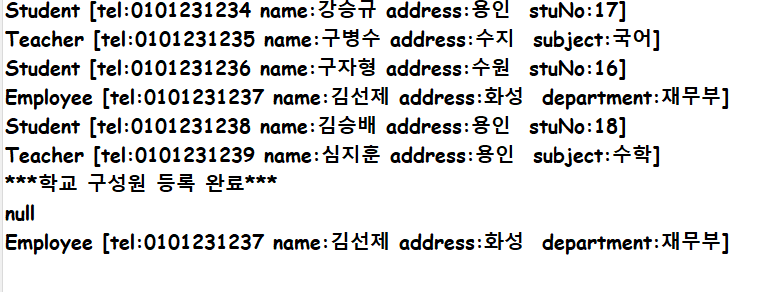 Student [tel:0101231234 name:강승규 address:용인  stuNo:17]
Teacher [tel:0101231235 name:구병수 address:수지  subject:국어]
Student [tel:0101231236 name:구자형 address:수원  stuNo:16]
Employee [tel:0101231237 name:김선제 address:화성  department:재무부]
Student [tel:0101231238 name:김승배 address:용인  stuNo:18]
Teacher [tel:0101231239 name:심지훈 address:용인  subject:수학]
***학교 구성원 등록 완료***
null
Employee [tel:0101231237 name:김선제 address:화성  department:재무부]